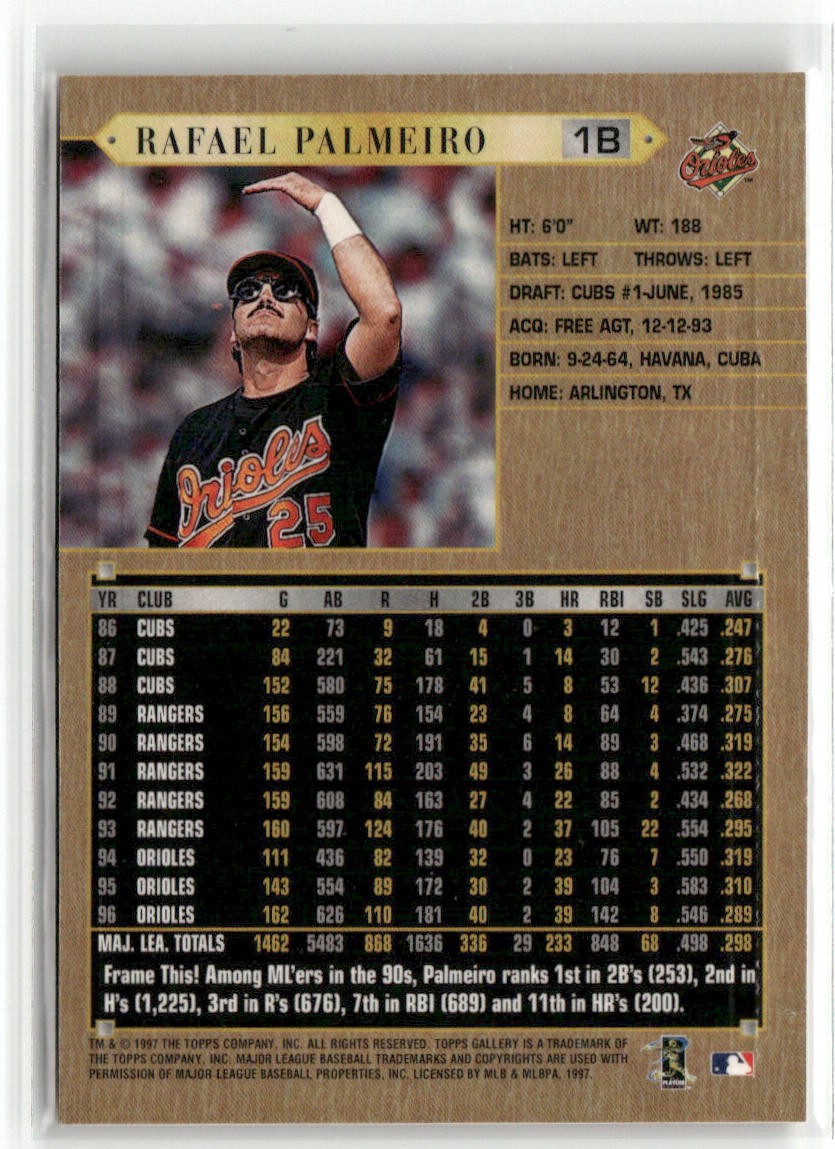 RAFAEL PALMEIRO 1B
Orioles
HT: 6'0" WT: 188
BATS: LEFT THROWS: LEFT
DRAFT: CUBS #1-JUNE, 1985
ACQ: FREE AGT, 12-12-93
BORN: 9-24-64, HAVANA, CUBA
HOME: ARLINGTON, TX
Orioles
25
YR CLUB G AB R H 2B 3B HR RBI SB SLG AVG
86 CUBS 22 73 9 18 4 0 3 12 1 .425 .247
87 CUBS 84 221 32 61 15 1 14 30 2 .543 .276
88 CUBS 152 580 75 178 41 5 8 53 12 .436 .307
89 RANGERS 156 559 76 154 23 4 8 64 4 .374 .275
90 RANGERS 154 598 72 191 35 6 14 89 3 .468 .319
91 RANGERS 159 631 115 203 49 3 26 88 4 .532 .322
92 RANGERS 159 608 84 163 27 4 22 85 2 .434 .268
93 RANGERS 160 597 124 176 40 2 37 105 22 .554 .295
94 ORIOLES 111 436 82 139 32 0 23 76 7 .550 .319
95 ORIOLES 143 554 89 172 30 2 39 104 3 .583 .310
96 ORIOLES 162 626 110 181 40 2 39 142 8 .546 .289
MAJ. LEA. TOTALS 1462 5483 868 1636 336 29 233 848 68 .498 .298
Frame This! Among ML'ers in the 90s, Palmeiro ranks 1st in 2B's (253), 2nd in
H's (1,225), 3rd in R's (676), 7th in RBI (689) and 11th in HR's (200).
TM & © 1997 THE TOPPS COMPANY, INC. ALL RIGHTS RESERVED. TOPPS GALLERY IS A TRADEMARK OF
THE TOPPS COMPANY, INC. MAJOR LEAGUE BASEBALL TRADEMARKS AND COPYRIGHTS ARE USED WITH
PERMISSION OF MAJOR LEAGUE BASEBALL PROPERTIES, INC. LICENSED BY MLB & MLBPA, 1997.
PLAYERS